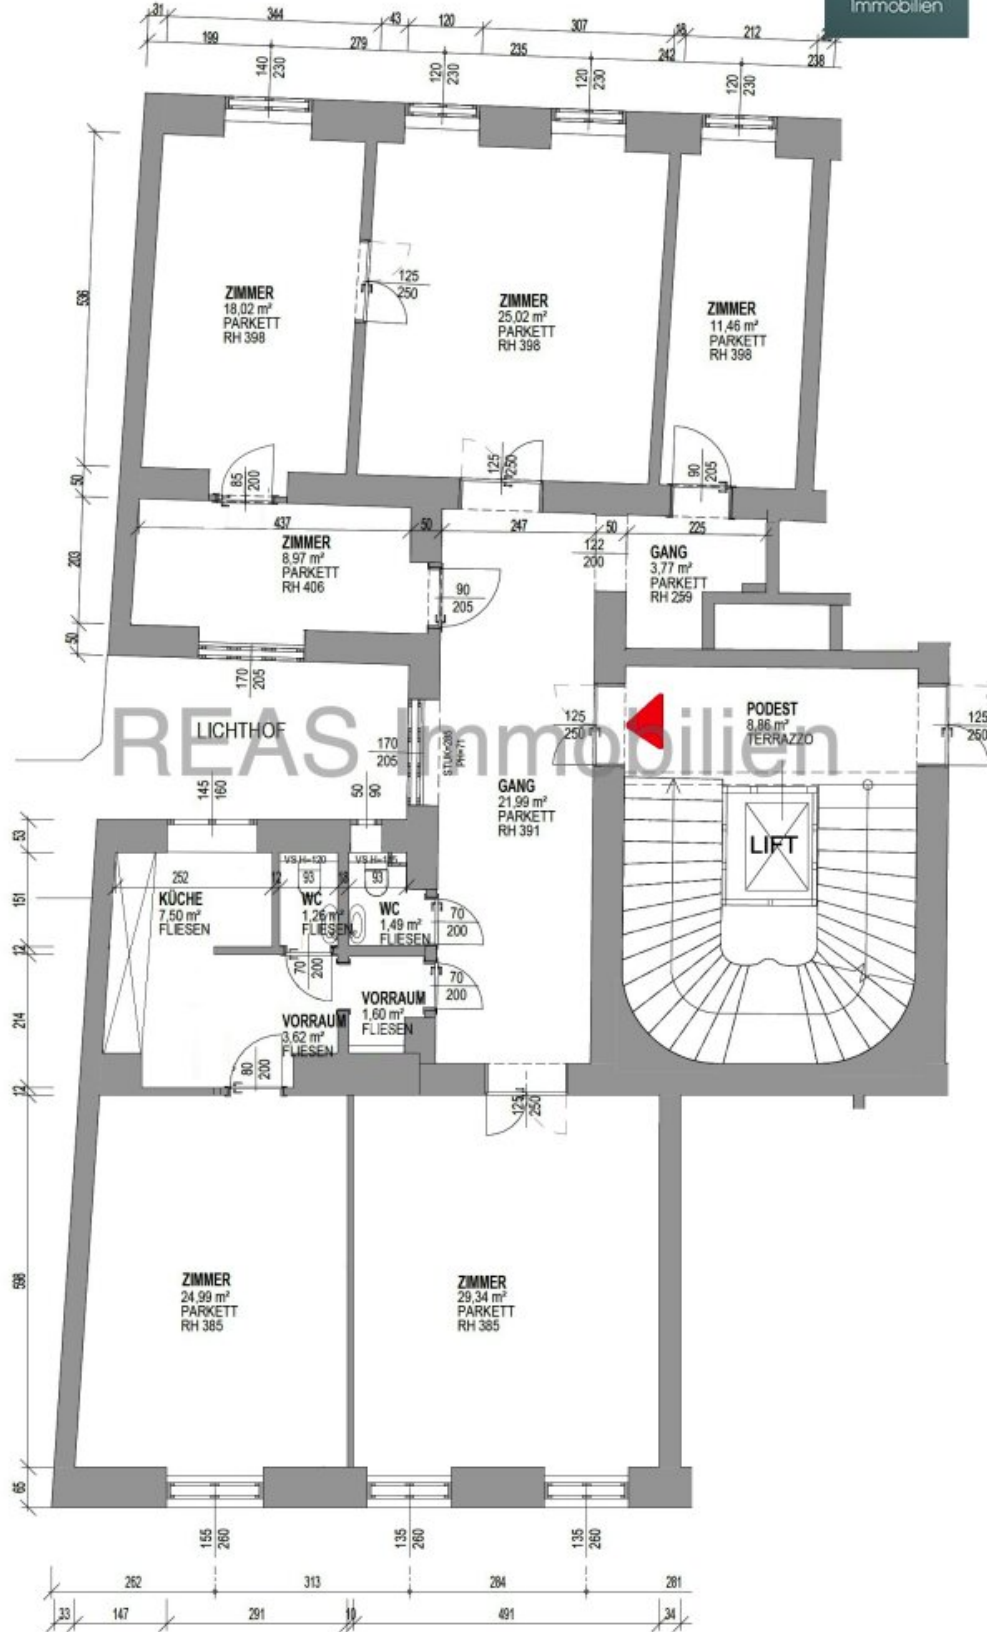 Immobilien
31 344 43 120 307 18 212
199 279 235 242 238
140 230
120 230
120 230
120 230
536
50
203
50
ZIMMER
18,02 m²
PARKETT
RH 398
125 250
ZIMMER
25,02 m²
PARKETT
RH 398
ZIMMER
11,46 m²
PARKETT
RH 398
85 200
125 250
90 205
437 50 247 50 225
ZIMMER
8,97 m²
PARKETT
RH 406
90 205
122 200
GANG
3,77 m²
PARKETT
RH 259
170 205
LICHTHOF
REAS Immobilien
170 205
PH=71
125 250
PODEST
8,86 m²
TERRAZZO
125 250
GANG
21,99 m²
PARKETT
RH 391
LIFT
145 160
50 90
53
151
12
214
12
598
65
VS H=120
252 12 93 18 93
KÜCHE
7,50 m²
FLIESEN
WC
1,26 m²
FLIESEN
WC
1,49 m²
FLIESEN
70 200
70 200
70 200
VORRAUM
1,60 m²
FLIESEN
VORRAUM
3,62 m²
FLIESEN
80 200
125 250
ZIMMER
24,99 m²
PARKETT
RH 385
ZIMMER
29,34 m²
PARKETT
RH 385
155 260
135 260
135 260
262 313 284 281
33 147 291 10 491 34